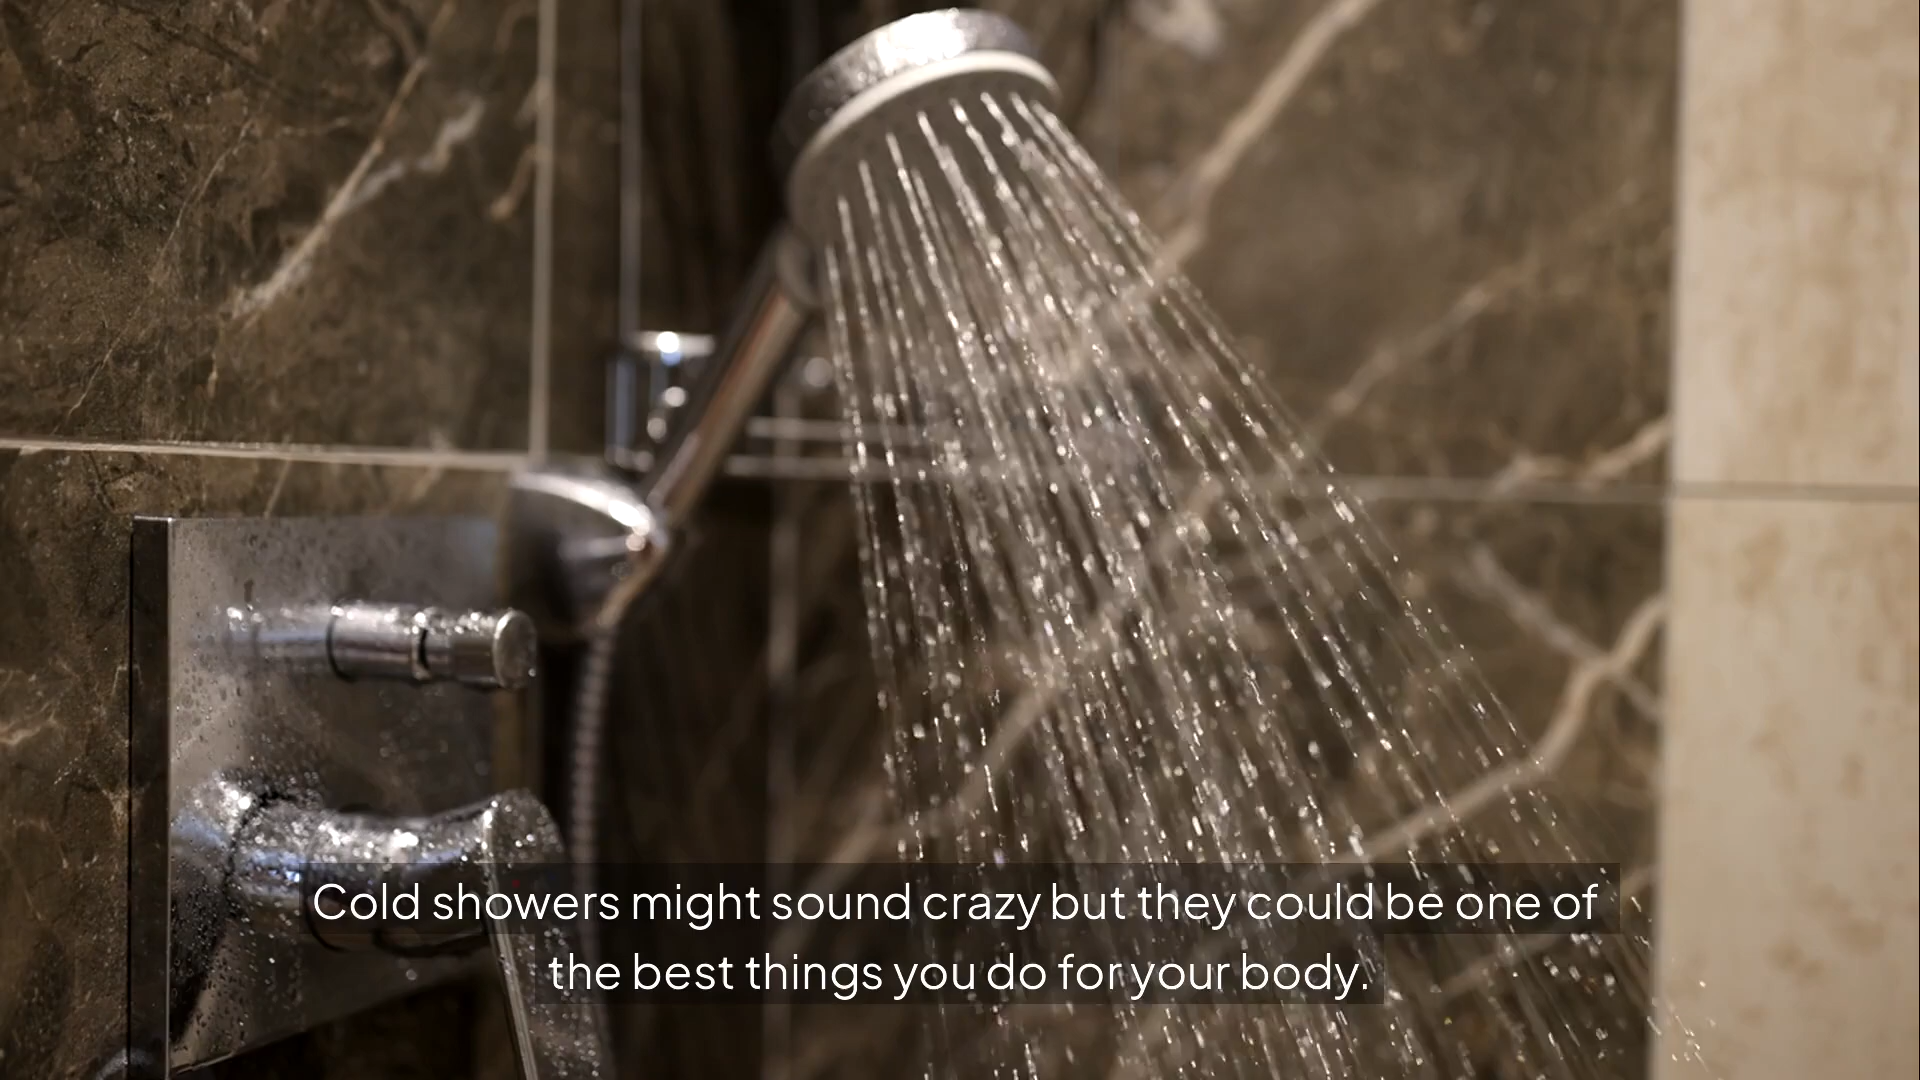 Cold showers might sound crazy but they could be one of
the best things you do for your body.